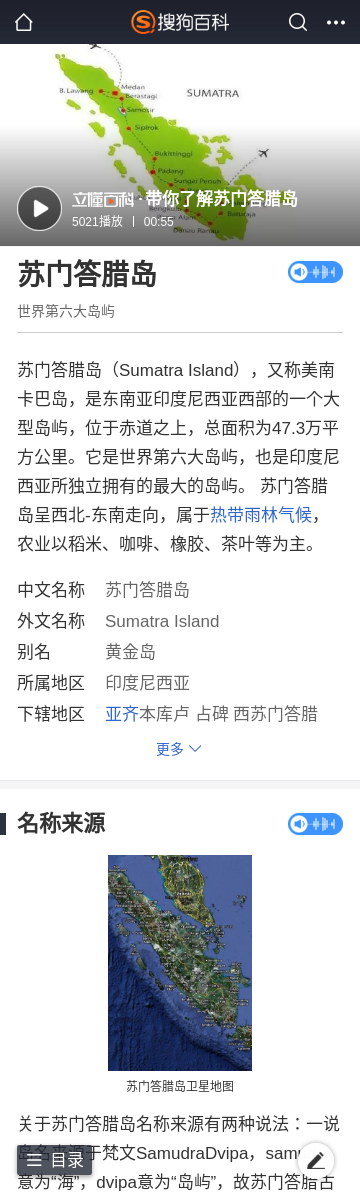 搜狗百科
SUMATRA
B. Lawang
Medan
Berastagi
Samosir
Sipirok
Bukittinggi
Padang
Sungai Penuh
Bengkulu
Baturaja
Danau Ranau
立瞳百科·带你了解苏门答腊岛
5021播放 | 00:55
苏门答腊岛
世界第六大岛屿
苏门答腊岛（Sumatra Island），又称美南
卡巴岛，是东南亚印度尼西亚西部的一个大
型岛屿，位于赤道之上，总面积为47.3万平
方公里。它是世界第六大岛屿，也是印度尼
西亚所独立拥有的最大的岛屿。 苏门答腊
岛呈西北-东南走向，属于热带雨林气候，
农业以稻米、咖啡、橡胶、茶叶等为主。
中文名称 苏门答腊岛
外文名称 Sumatra Island
别名 黄金岛
所属地区 印度尼西亚
下辖地区 亚齐本库卢 占碑 西苏门答腊
更多
名称来源
苏门答腊岛卫星地图
关于苏门答腊岛名称来源有两种说法：一说
岛名来源于梵文SamudraDvipa，samu
目录
意为“海”，dvipa意为“岛屿”，故苏门答腊古